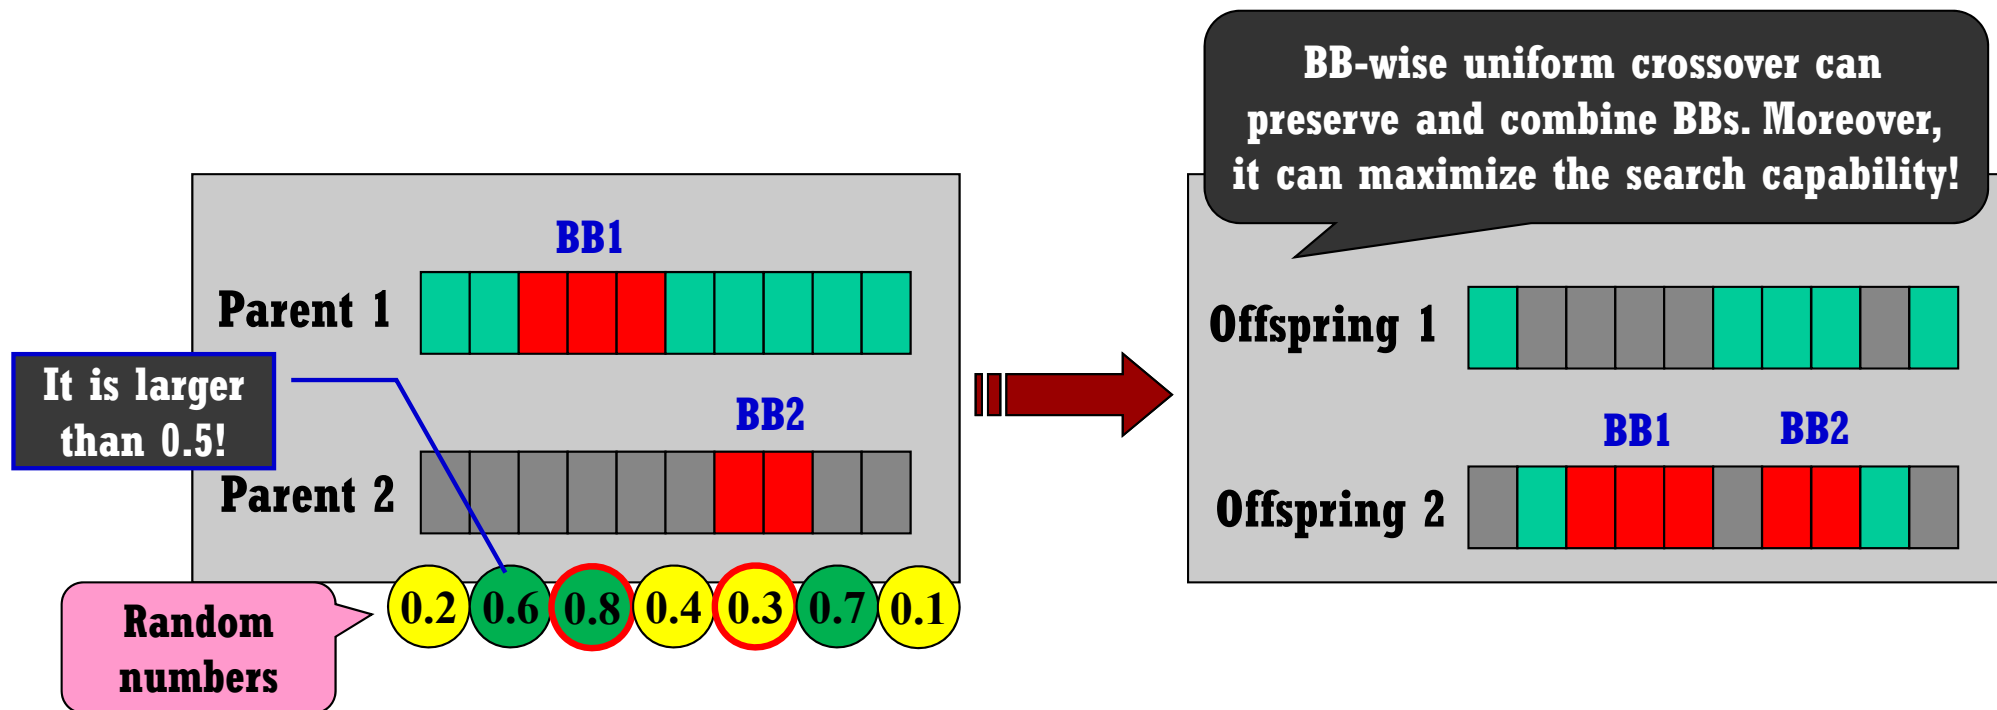 BB-wise uniform crossover can
preserve and combine BBs. Moreover,
it can maximize the search capability!
BB1
Parent 1
It is larger
than 0.5!
BB2
Parent 2
0.2 0.6 0.8 0.4 0.3 0.7 0.1
Random
numbers
Offspring 1
BB1 BB2
Offspring 2